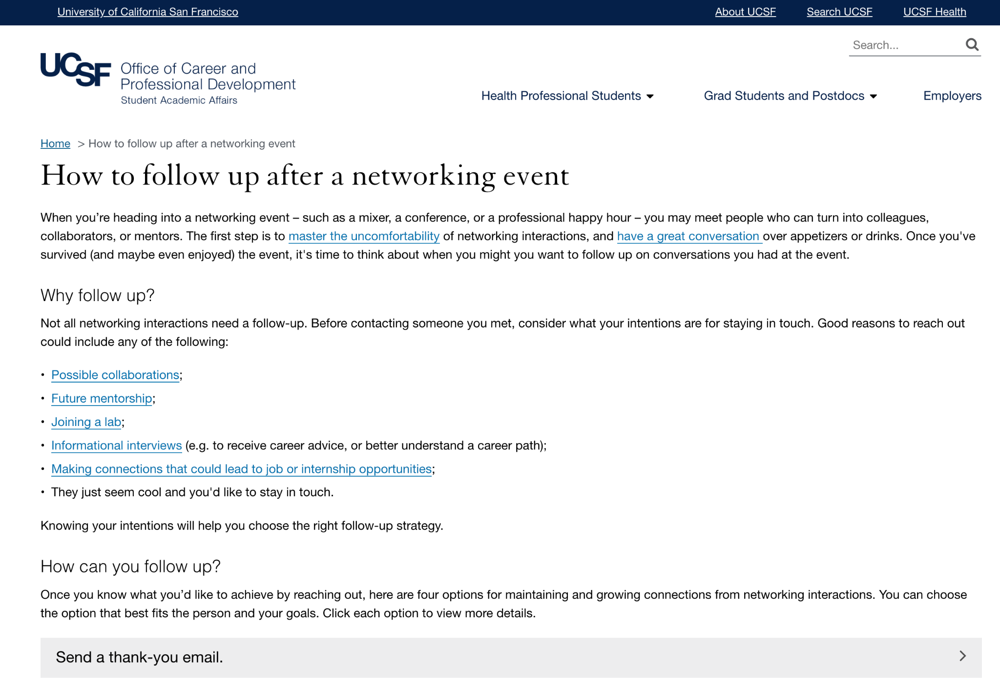 University of California San Francisco
About UCSF
Search UCSF
UCSF Health
Search...
UCSF
Office of Career and
Professional Development
Student Academic Affairs
Health Professional Students
Grad Students and Postdocs
Employers
Home > How to follow up after a networking event
How to follow up after a networking event
When you’re heading into a networking event – such as a mixer, a conference, or a professional happy hour – you may meet people who can turn into colleagues,
collaborators, or mentors. The first step is to master the uncomfortability of networking interactions, and have a great conversation over appetizers or drinks. Once you've
survived (and maybe even enjoyed) the event, it's time to think about when you might you want to follow up on conversations you had at the event.
Why follow up?
Not all networking interactions need a follow-up. Before contacting someone you met, consider what your intentions are for staying in touch. Good reasons to reach out
could include any of the following:
• Possible collaborations;
• Future mentorship;
• Joining a lab;
• Informational interviews (e.g. to receive career advice, or better understand a career path);
• Making connections that could lead to job or internship opportunities;
• They just seem cool and you'd like to stay in touch.
Knowing your intentions will help you choose the right follow-up strategy.
How can you follow up?
Once you know what you’d like to achieve by reaching out, here are four options for maintaining and growing connections from networking interactions. You can choose
the option that best fits the person and your goals. Click each option to view more details.
Send a thank-you email.